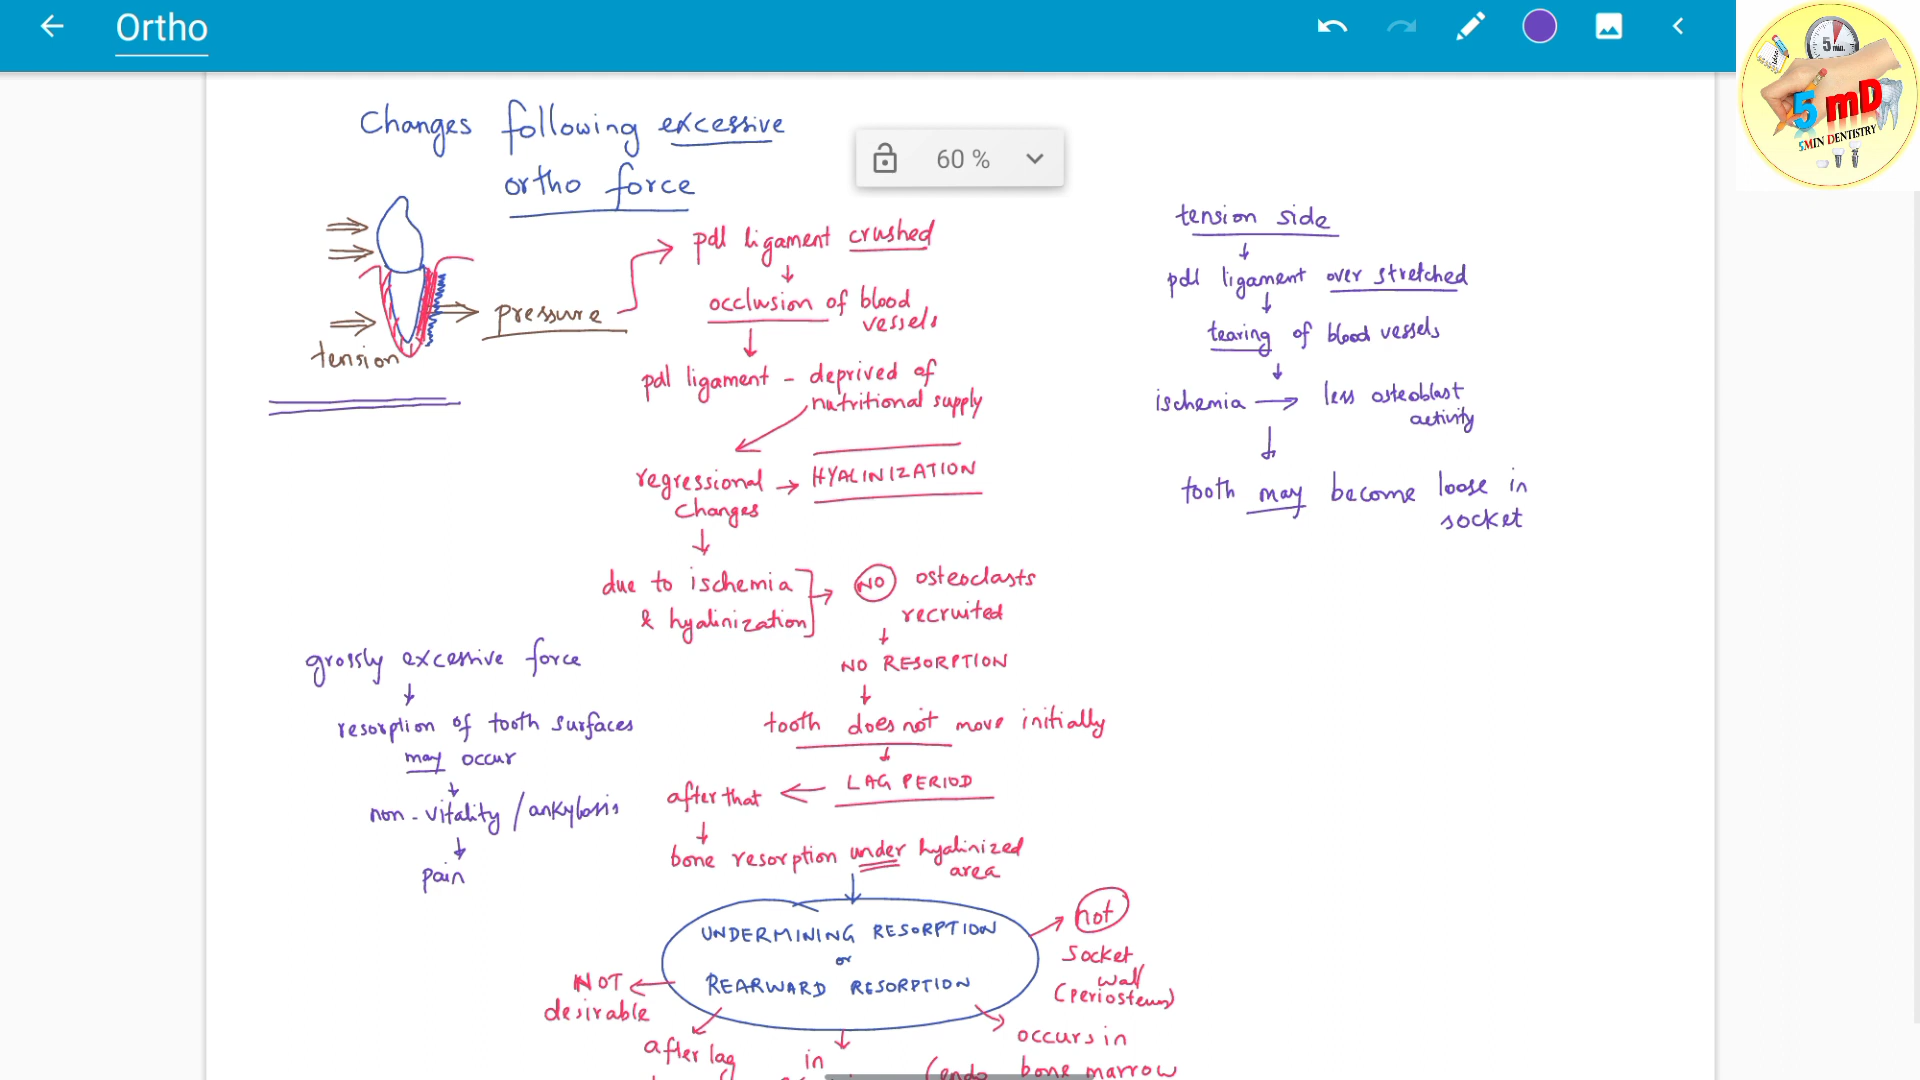 Ortho
5 min.
5 mD
5MIN DENTISTRY
60 %
Changes following excessive
ortho force
tension
pressure
pdl ligament crushed
occlusion of blood
vessels
pdl ligament - deprived of
nutritional supply
regressional → HYALINIZATION
changes
due to ischemia
& hyalinization
NO osteoclasts
recruited
NO RESORPTION
tooth does not move initially
LAG PERIOD
after that
bone resorption under hyalinized
area
UNDERMINING RESORPTION
or
REARWARD RESORPTION
NOT
desirable
after lag
in
not
socket
wall
(periosteum)
occurs in
bone marrow
(endo
tension side
pdl ligament over stretched
tearing of blood vessels
ischemia → less osteoblast
activity
tooth may become loose in
socket
grossly excessive force
resorption of tooth surfaces
may occur
non-vitality / ankylosis
pain